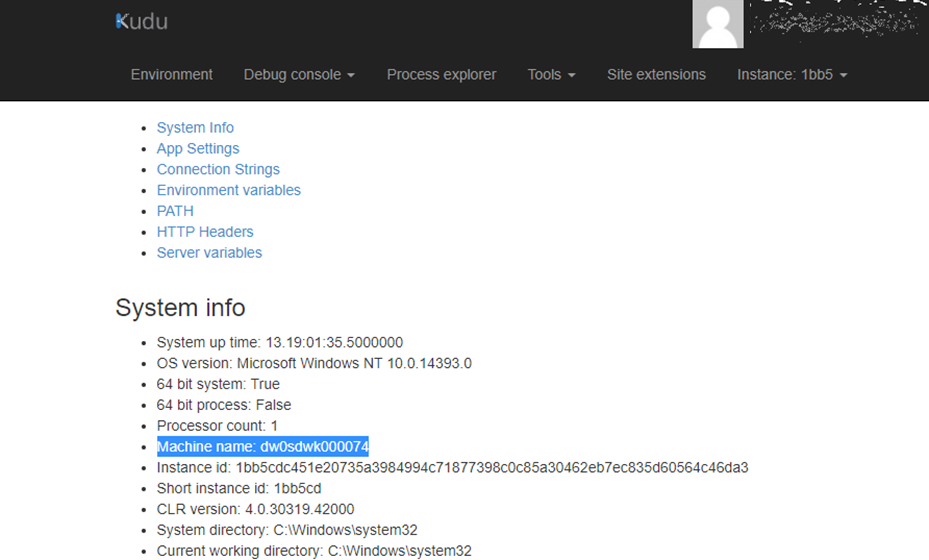 Kudu
Environment Debug console Process explorer Tools Site extensions Instance: 1bb5
System Info
App Settings
Connection Strings
Environment variables
PATH
HTTP Headers
Server variables
System info
System up time: 13.19:01:35.5000000
OS version: Microsoft Windows NT 10.0.14393.0
64 bit system: True
64 bit process: False
Processor count: 1
Machine name: dw0sdwk000074
Instance id: 1bb5cdc451e20735a3984994c71877398c0c85a30462eb7ec835d60564c46da3
Short instance id: 1bb5cd
CLR version: 4.0.30319.42000
System directory: C:\Windows\system32
Current working directory: C:\Windows\system32